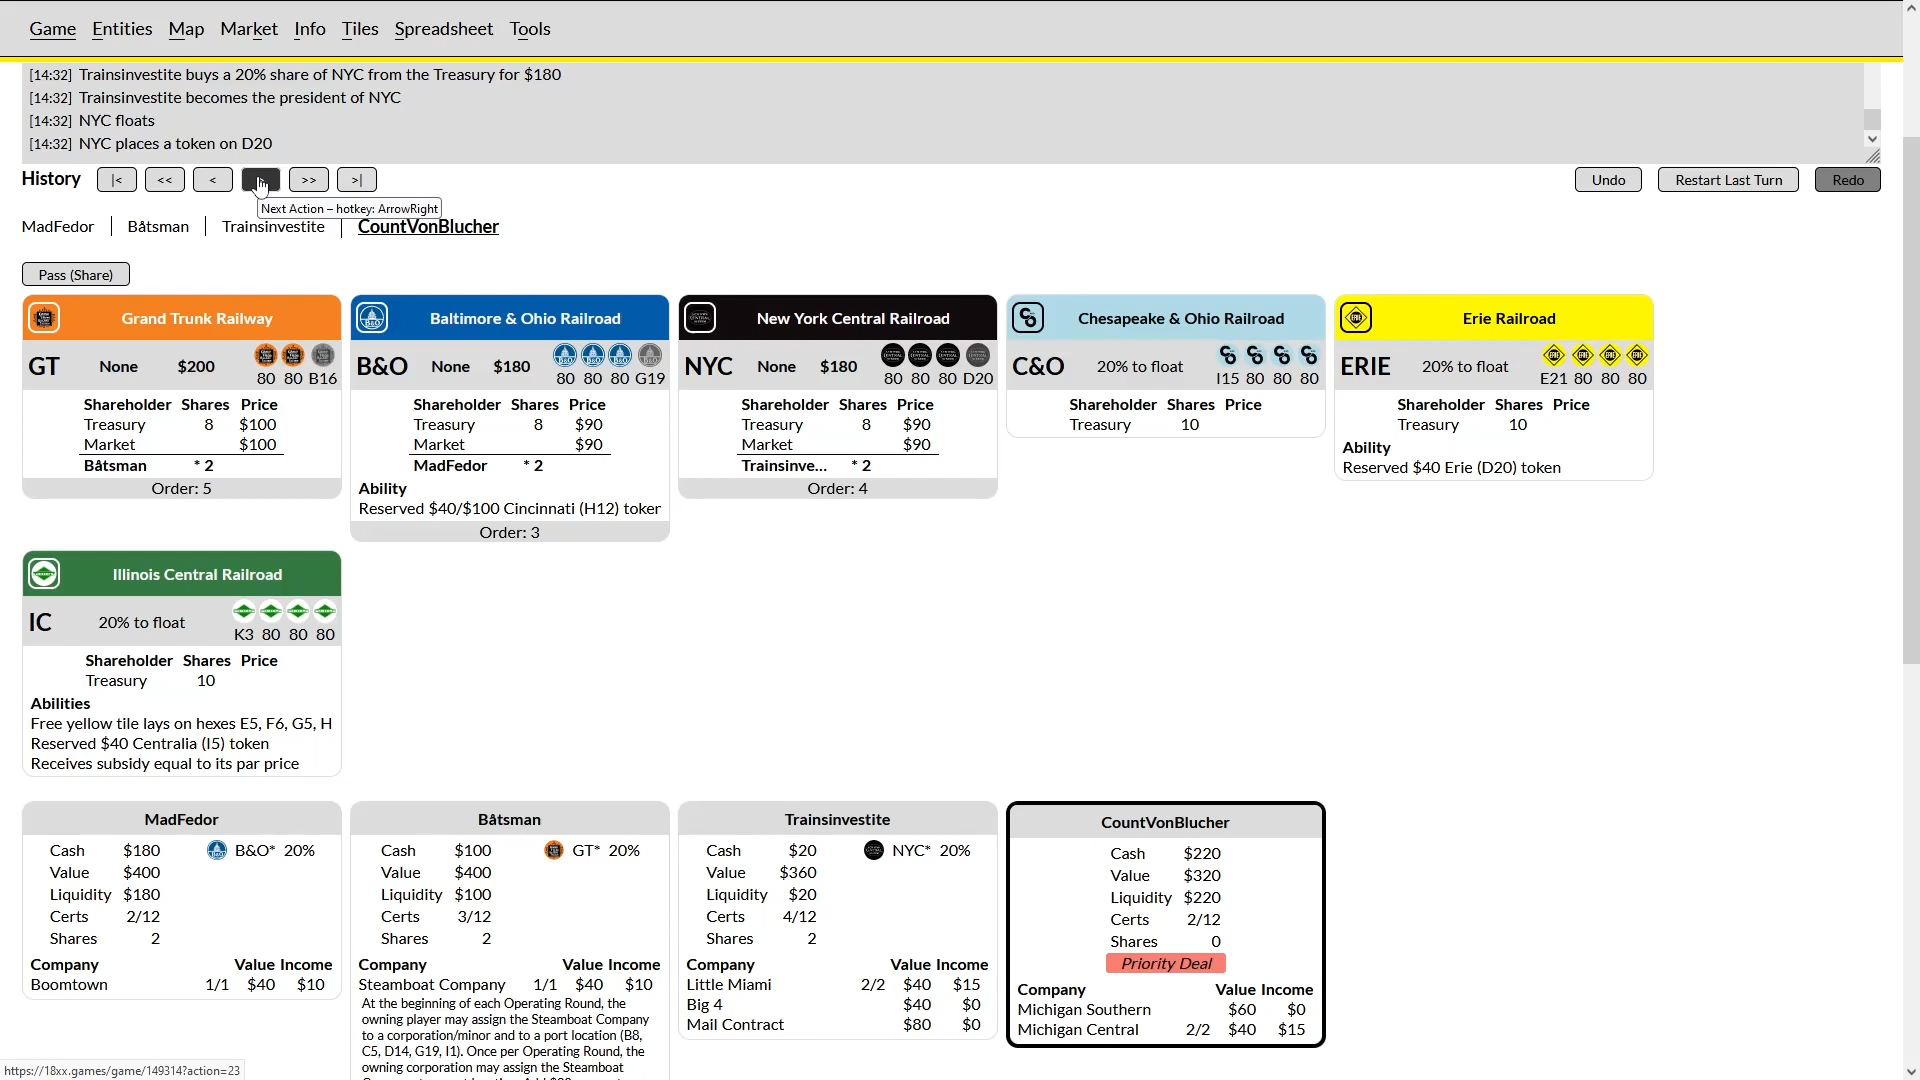 Game Entities Map Market Info Tiles Spreadsheet Tools
[14:32] Trainsinvestite buys a 20% share of NYC from the Treasury for $180
[14:32] Trainsinvestite becomes the president of NYC
[14:32] NYC floats
[14:32] NYC places a token on D20
History |< << < >> >| Undo Restart Last Turn Redo
Next Action – hotkey: ArrowRight
MadFedor Båtsman Trainsinvestite CountVonBlucher
Pass (Share)
Grand Trunk Railway
GT None $200 80 80 B16
Shareholder Shares Price
Treasury 8 $100
Market $100
Båtsman * 2
Order: 5
Baltimore & Ohio Railroad
B&O None $180 80 80 80 G19
Shareholder Shares Price
Treasury 8 $90
Market $90
MadFedor * 2
Ability
Reserved $40/$100 Cincinnati (H12) token
Order: 3
New York Central Railroad
NYC None $180 80 80 80 D20
Shareholder Shares Price
Treasury 8 $90
Market $90
Trainsinve... * 2
Order: 4
Chesapeake & Ohio Railroad
C&O 20% to float I15 80 80 80
Shareholder Shares Price
Treasury 10
Erie Railroad
ERIE 20% to float E21 80 80 80
Shareholder Shares Price
Treasury 10
Ability
Reserved $40 Erie (D20) token
Illinois Central Railroad
IC 20% to float K3 80 80 80
Shareholder Shares Price
Treasury 10
Abilities
Free yellow tile lays on hexes E5, F6, G5, H
Reserved $40 Centralia (I5) token
Receives subsidy equal to its par price
MadFedor
Cash $180 B&O* 20%
Value $400
Liquidity $180
Certs 2/12
Shares 2
Company Value Income
Boomtown 1/1 $40 $10
Båtsman
Cash $100 GT* 20%
Value $400
Liquidity $100
Certs 3/12
Shares 2
Company Value Income
Steamboat Company 1/1 $40 $10
At the beginning of each Operating Round, the
owning player may assign the Steamboat Company
to a corporation/minor and to a port location (B8,
C5, D14, G19, I1). Once per Operating Round, the
owning corporation may assign the Steamboat
Trainsinvestite
Cash $20 NYC* 20%
Value $360
Liquidity $20
Certs 4/12
Shares 2
Company Value Income
Little Miami 2/2 $40 $15
Big 4 $40 $0
Mail Contract $80 $0
CountVonBlucher
Cash $220
Value $320
Liquidity $220
Certs 2/12
Shares 0
Priority Deal
Company Value Income
Michigan Southern $60 $0
Michigan Central 2/2 $40 $15
https://18xx.games/game/149314?action=23